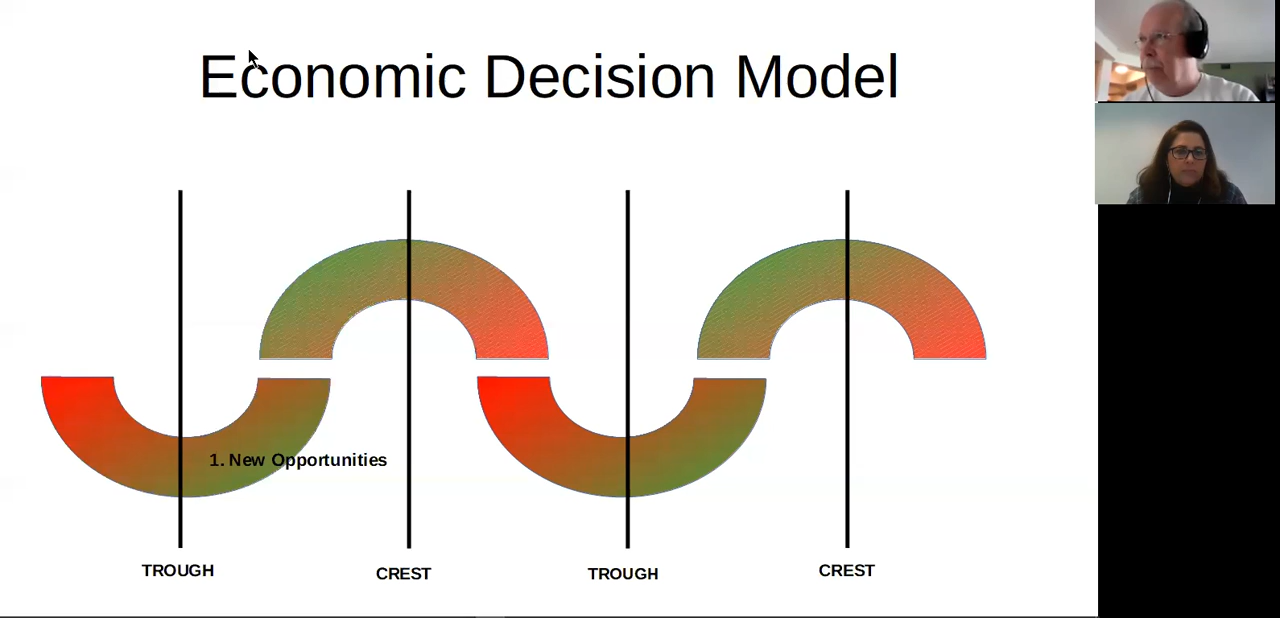 Economic Decision Model
1. New Opportunities
TROUGH
CREST
TROUGH
CREST